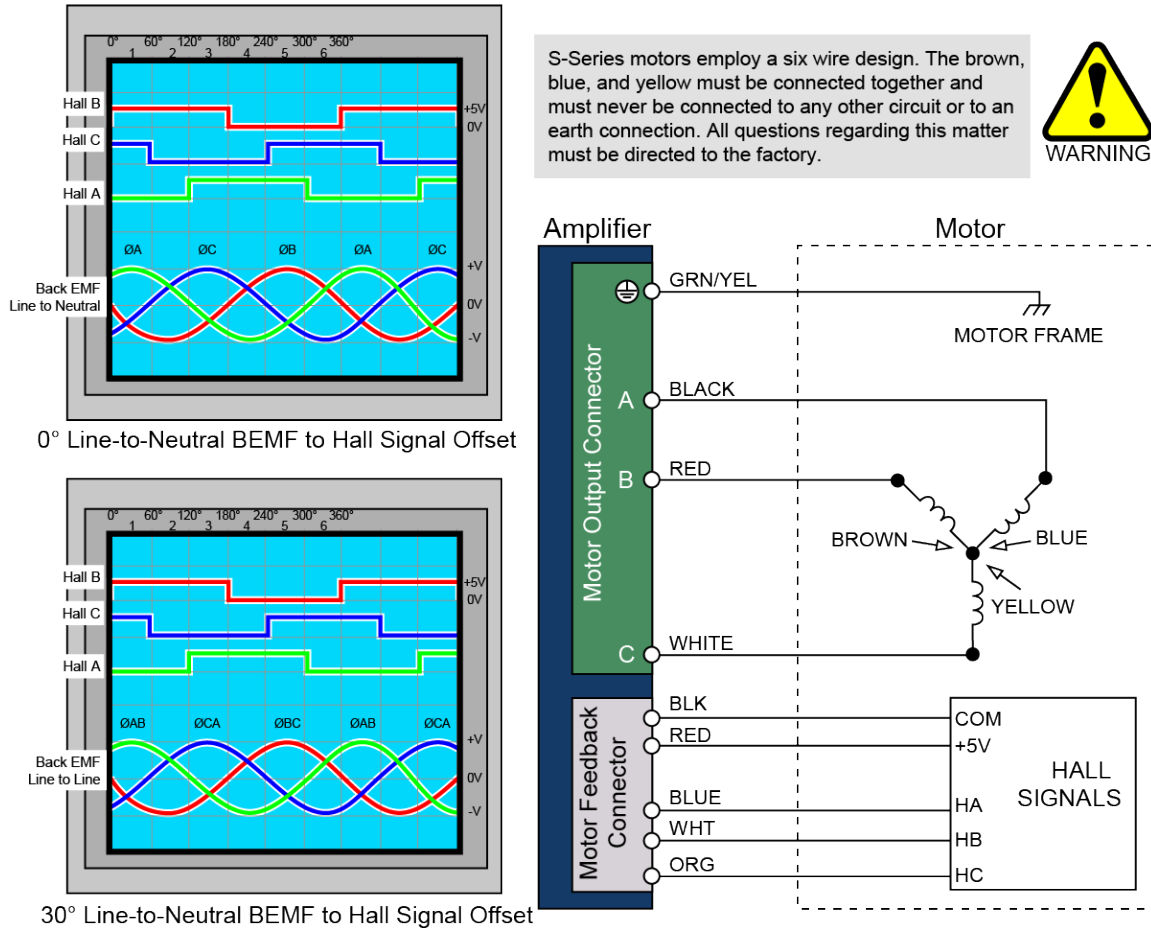 0° 60° 120° 180° 240° 300° 360°
1 2 3 4 5 6
Hall B
+5V
0V
Hall C
Hall A
ØA ØC ØB ØA ØC
+V
Back EMF
Line to Neutral
0V
-V
0° Line-to-Neutral BEMF to Hall Signal Offset
0° 60° 120° 180° 240° 300° 360°
1 2 3 4 5 6
Hall B
+5V
0V
Hall C
Hall A
ØAB ØCA ØBC ØAB ØCA
+V
Back EMF
Line to Line
0V
-V
30° Line-to-Neutral BEMF to Hall Signal Offset
S-Series motors employ a six wire design. The brown,
blue, and yellow must be connected together and
must never be connected to any other circuit or to an
earth connection. All questions regarding this matter
must be directed to the factory.
!
WARNING
Amplifier
Motor
Motor Output Connector
GRN/YEL
MOTOR FRAME
A BLACK
B RED
BROWN
BLUE
YELLOW
C WHITE
Motor Feedback
Connector
BLK
COM
RED
+5V
BLUE
HA
WHT
HB
ORG
HC
HALL
SIGNALS